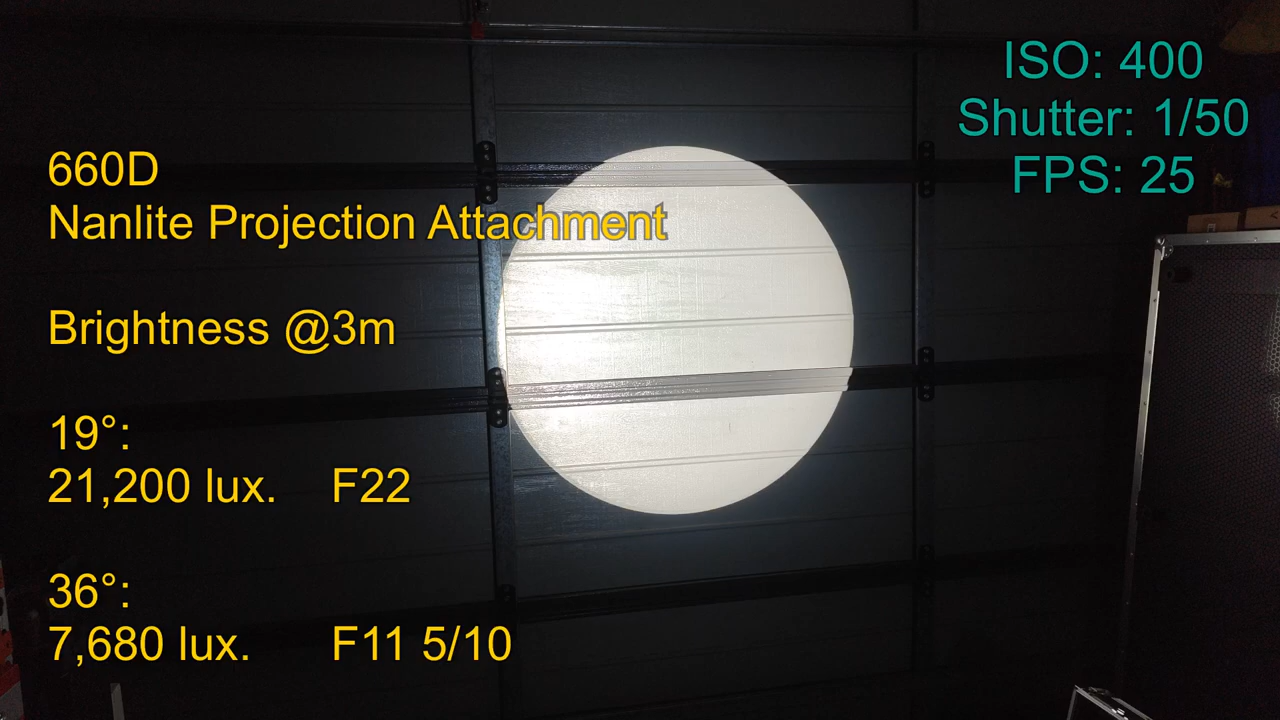 660D
Nanlite Projection Attachment
Brightness @3m
19°:
21,200 lux. F22
36°:
7,680 lux. F11 5/10
ISO: 400
Shutter: 1/50
FPS: 25